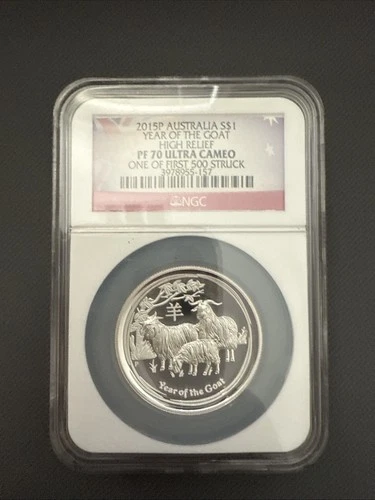 2015P AUSTRALIA S$1
YEAR OF THE GOAT
HIGH RELIEF
PF 70 ULTRA CAMEO
ONE OF FIRST 500 STRUCK
3978955-157
NGC
羊
Year of the Goat